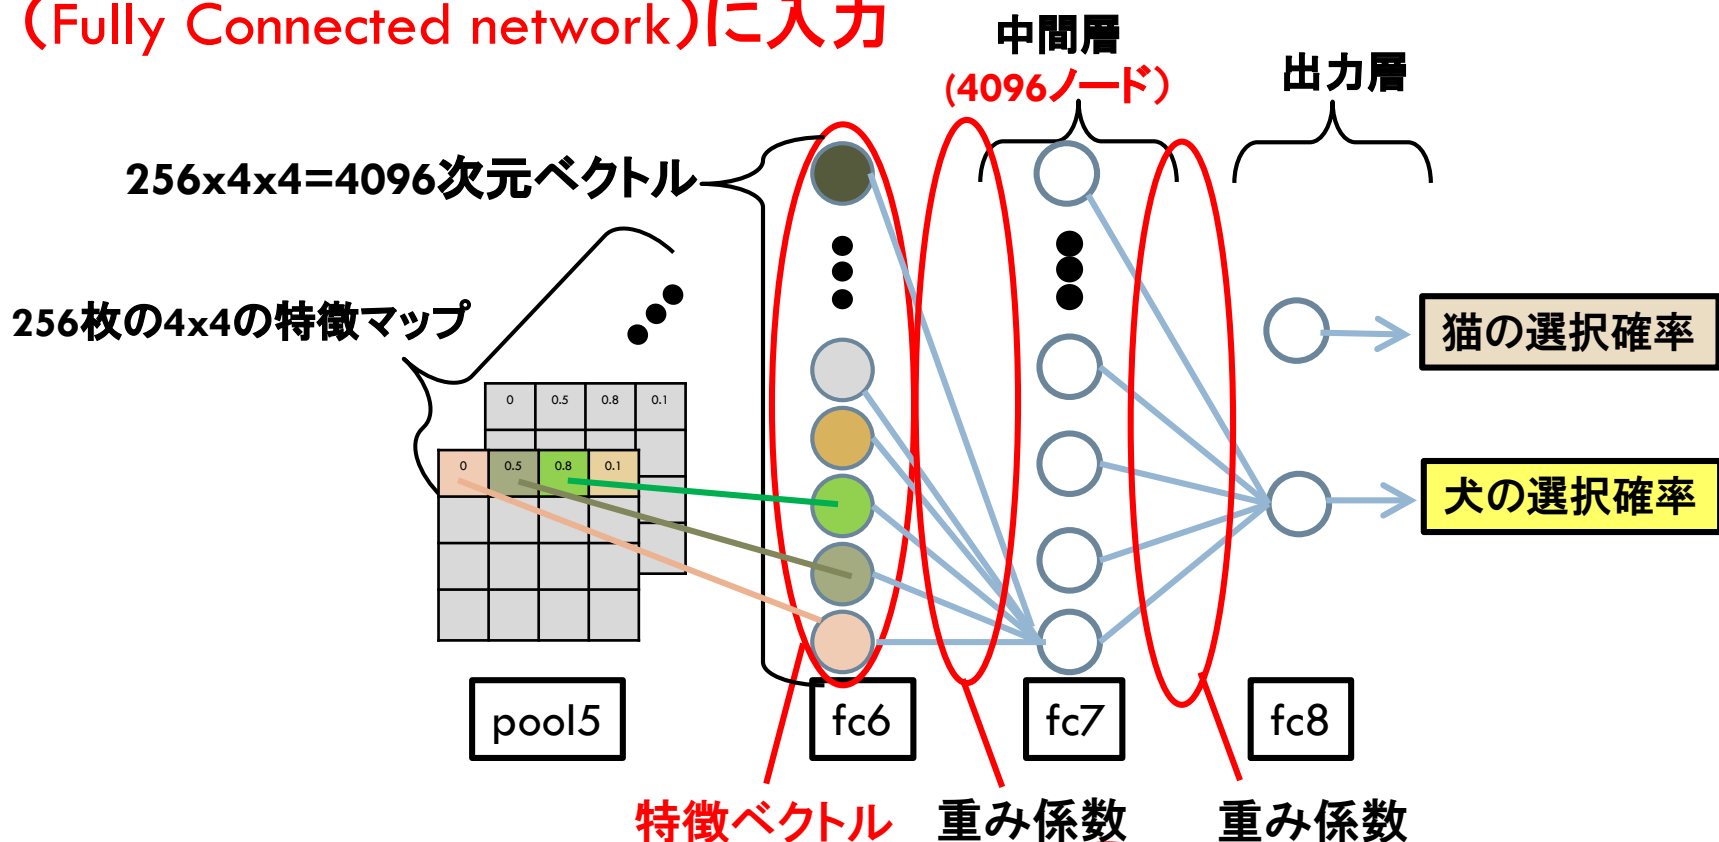 （Fully Connected network）に入力
中間層
(4096ノード）
出力層
256x4x4=4096次元ベクトル
256枚の4x4の特徴マップ
0 0.5 0.8 0.1
0 0.5 0.8 0.1
猫の選択確率
犬の選択確率
pool5
fc6
fc7
fc8
特徴ベクトル
重み係数
重み係数